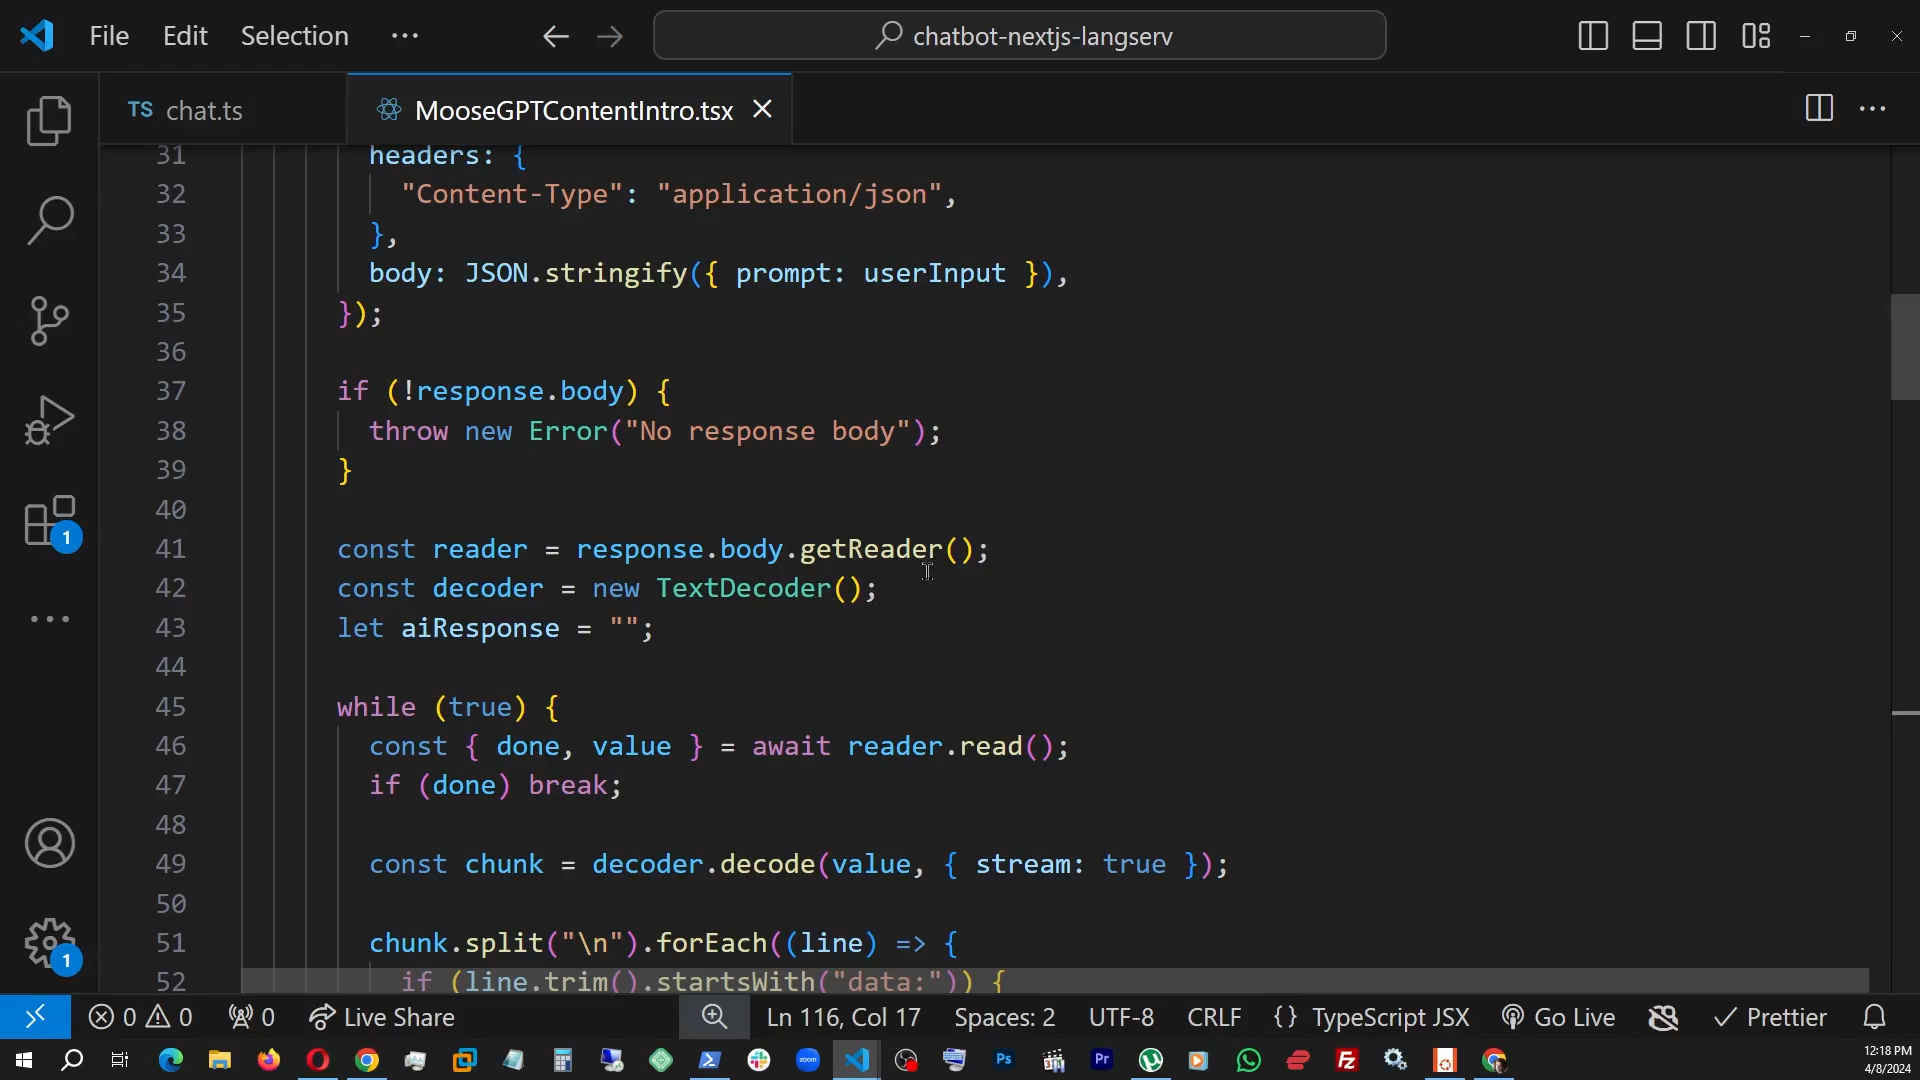 File Edit Selection ··· chatbot-nextjs-langserv
TS chat.ts MooseGPTContentIntro.tsx
31 headers: {
32 "Content-Type": "application/json",
33 },
34 body: JSON.stringify({ prompt: userInput }),
35 });
36
37 if (!response.body) {
38 throw new Error("No response body");
39 }
40
41 const reader = response.body.getReader();
42 const decoder = new TextDecoder();
43 let aiResponse = "";
44
45 while (true) {
46 const { done, value } = await reader.read();
47 if (done) break;
48
49 const chunk = decoder.decode(value, { stream: true });
50
51 chunk.split("\n").forEach((line) => {
52 if (line.trim().startsWith("data:")) {
1
1
0 0 0 Live Share Ln 116, Col 17 Spaces: 2 UTF-8 CRLF {} TypeScript JSX Go Live Prettier
zoom Ps Pr Fz
12:18 PM
4/8/2024